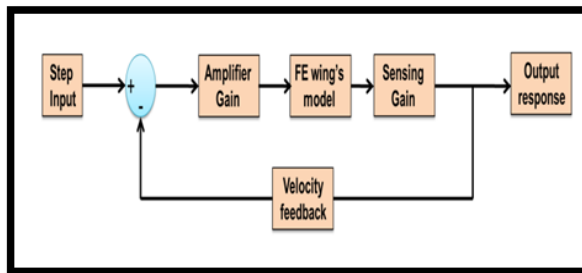 Step
Input
+
-
Amplifier
Gain
FE wing's
model
Sensing
Gain
Output
response
Velocity
feedback